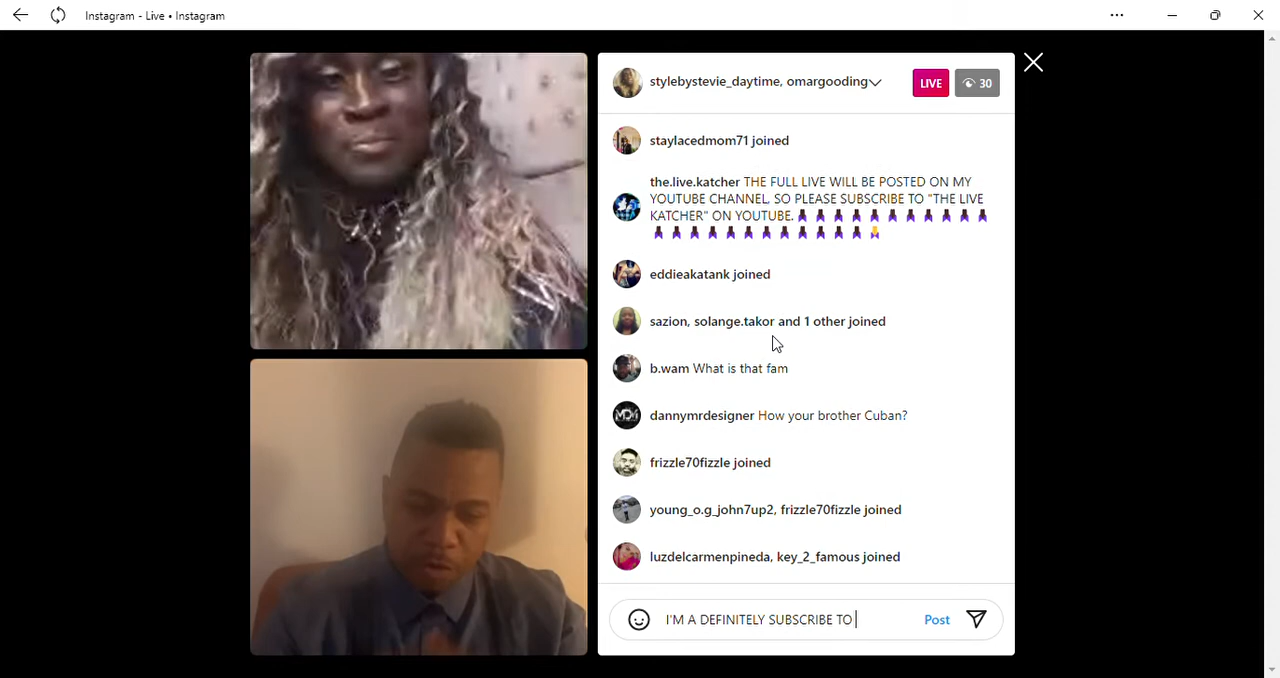 Instagram - Live • Instagram
stylebystevie_daytime, omargooding
LIVE
30
staylacedmom71 joined
the.live.katcher THE FULL LIVE WILL BE POSTED ON MY
YOUTUBE CHANNEL, SO PLEASE SUBSCRIBE TO "THE LIVE
KATCHER" ON YOUTUBE.
eddieakatank joined
sazion, solange.takor and 1 other joined
b.wam What is that fam
dannymrdesigner How your brother Cuban?
frizzle70fizzle joined
young_o.g_john7up2, frizzle70fizzle joined
luzdelcarmenpineda, key_2_famous joined
I'M A DEFINITELY SUBSCRIBE TO
Post